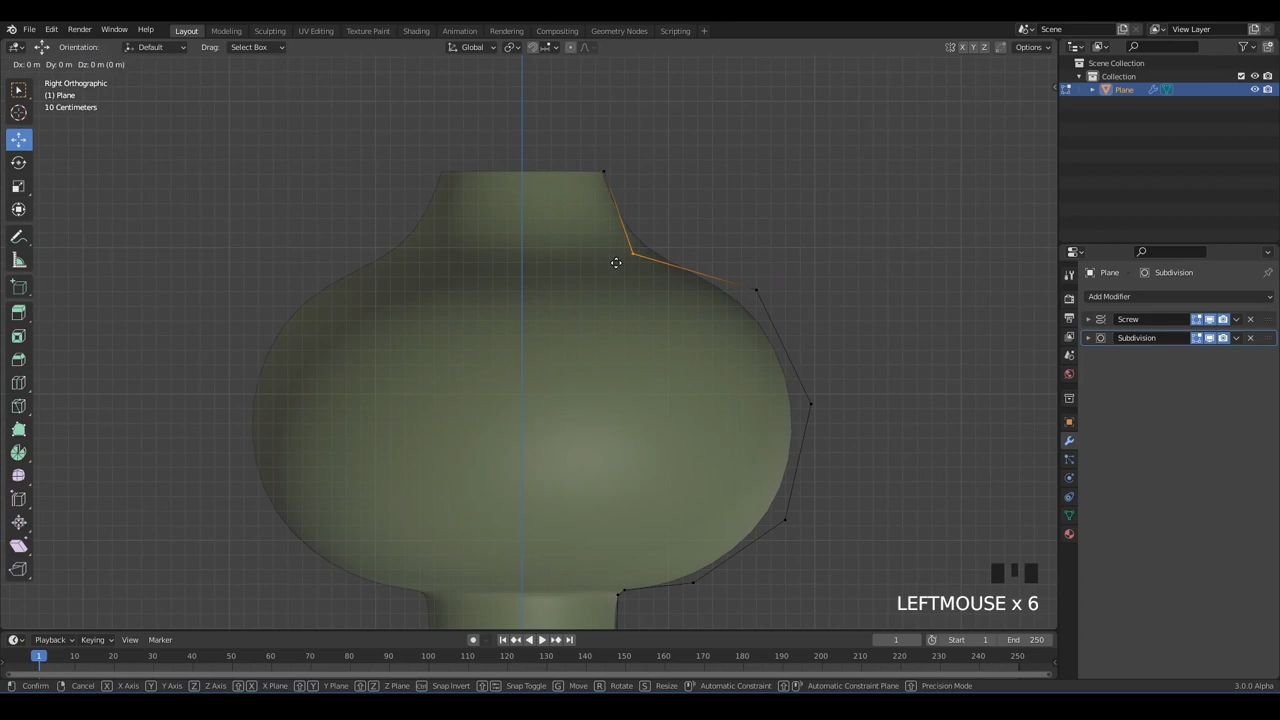 File Edit Render Window Help Layout Modeling Sculpting UV Editing Texture Paint Shading Animation Rendering Compositing Geometry Nodes Scripting + Scene View Layer
Orientation: Default Drag: Select Box Global X Y Z Options
Dx: 0 m Dy: 0 m Dz: 0 m (0 m)
Right Orthographic
(1) Plane
10 Centimeters
Scene Collection
Collection
Plane
Plane Subdivision
Add Modifier
Screw
Subdivision
LEFTMOUSE x 6
Playback Keying View Marker 1 Start 1 End 250
1 10 20 30 40 50 60 70 80 90 100 110 120 130 140 150 160 170 180 190 200 210 220 230 240 250
Confirm Cancel X X Axis Y Y Axis Z Z Axis X X Plane Y Y Plane Z Z Plane Ctrl Snap Invert Snap Toggle G Move R Rotate S Resize Automatic Constraint Automatic Constraint Plane Precision Mode 3.0.0 Alpha